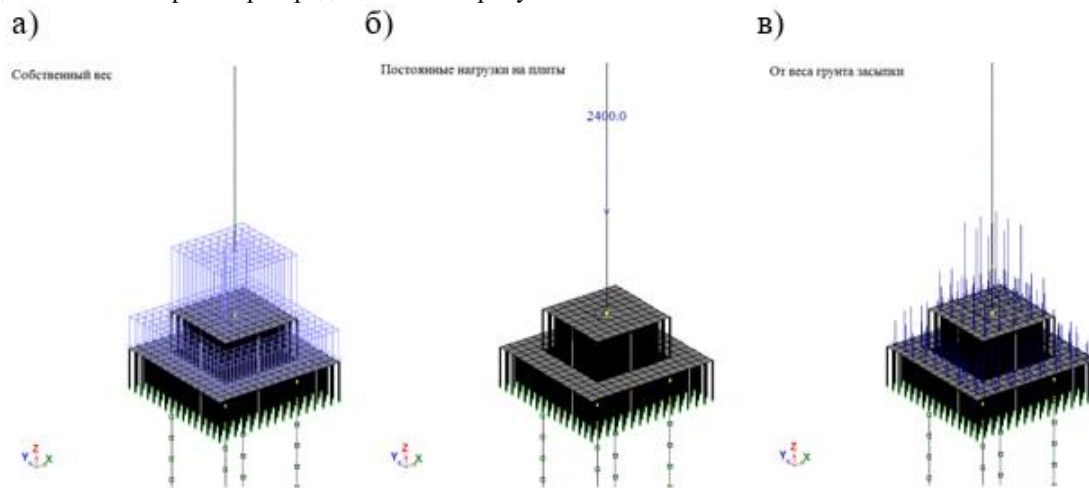 а)
б)
в)
Собственный вес
Постоянные нагрузки на плиты
От веса грунта засыпки
2400.0
Z
Y X
Z
Y X
Z
Y X